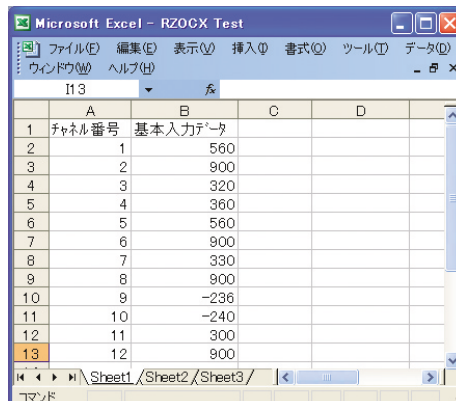 Microsoft Excel - RZOCX Test
ファイル(F) 編集(E) 表示(V) 挿入(I) 書式(O) ツール(T) データ(D)
ウィンドウ(W) ヘルプ(H)
I13 fx
A B C D
1 チャネル番号 基本入力データ
2 1 560
3 2 900
4 3 320
5 4 360
6 5 560
7 6 900
8 7 330
9 8 900
10 9 -236
11 10 -240
12 11 300
13 12 900
Sheet1 Sheet2 Sheet3
コマンド